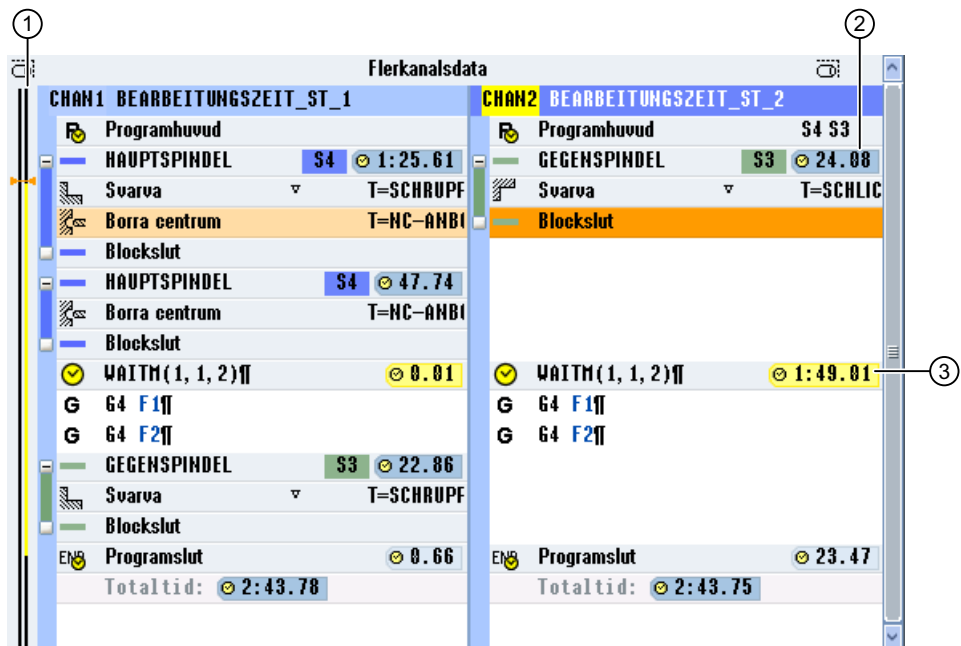 1
2
Flerkanalsdata
CHAN1 BEARBEITUNGSZEIT_ST_1
Programhuvud
HAUPTSPINDEL S4 1:25.61
Svarva T=SCHRUPF
Borra centrum T=NC-ANBO
Blockslut
HAUPTSPINDEL S4 47.74
Borra centrum T=NC-ANBO
Blockslut
WAITM(1,1,2)¶ 0.01
G G4 F1¶
G G4 F2¶
GEGENSPINDEL S3 22.86
Svarva T=SCHRUPF
Blockslut
END Programslut 0.66
Totaltid: 2:43.78
CHAN2 BEARBEITUNGSZEIT_ST_2
Programhuvud S4 S3
GEGENSPINDEL S3 24.08
Svarva T=SCHLIC
Blockslut
WAITM(1,1,2)¶ 1:49.01
3
G G4 F1¶
G G4 F2¶
END Programslut 23.47
Totaltid: 2:43.75